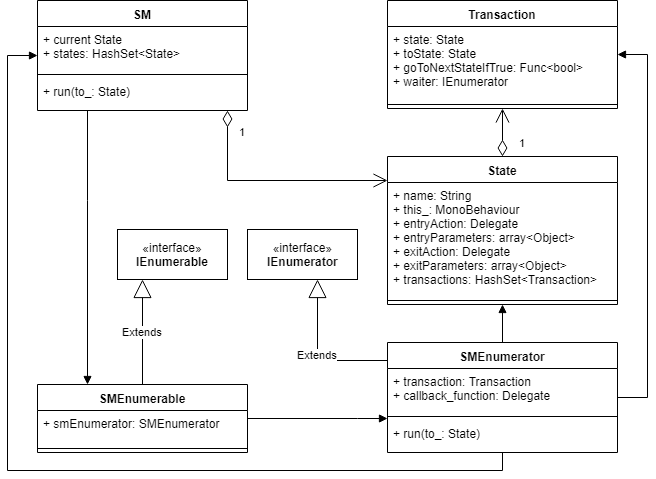 SM
+ current State
+ states: HashSet<State>
+ run(to_: State)
Transaction
+ state: State
+ toState: State
+ goToNextStateIfTrue: Func<bool>
+ waiter: IEnumerator
1
1
State
+ name: String
+ this_: MonoBehaviour
+ entryAction: Delegate
+ entryParameters: array<Object>
+ exitAction: Delegate
+ exitParameters: array<Object>
+ transactions: HashSet<Transaction>
«interface»
IEnumerable
«interface»
IEnumerator
Extends
Extends
SMEnumerable
+ smEnumerator: SMEnumerator
SMEnumerator
+ transaction: Transaction
+ callback_function: Delegate
+ run(to_: State)